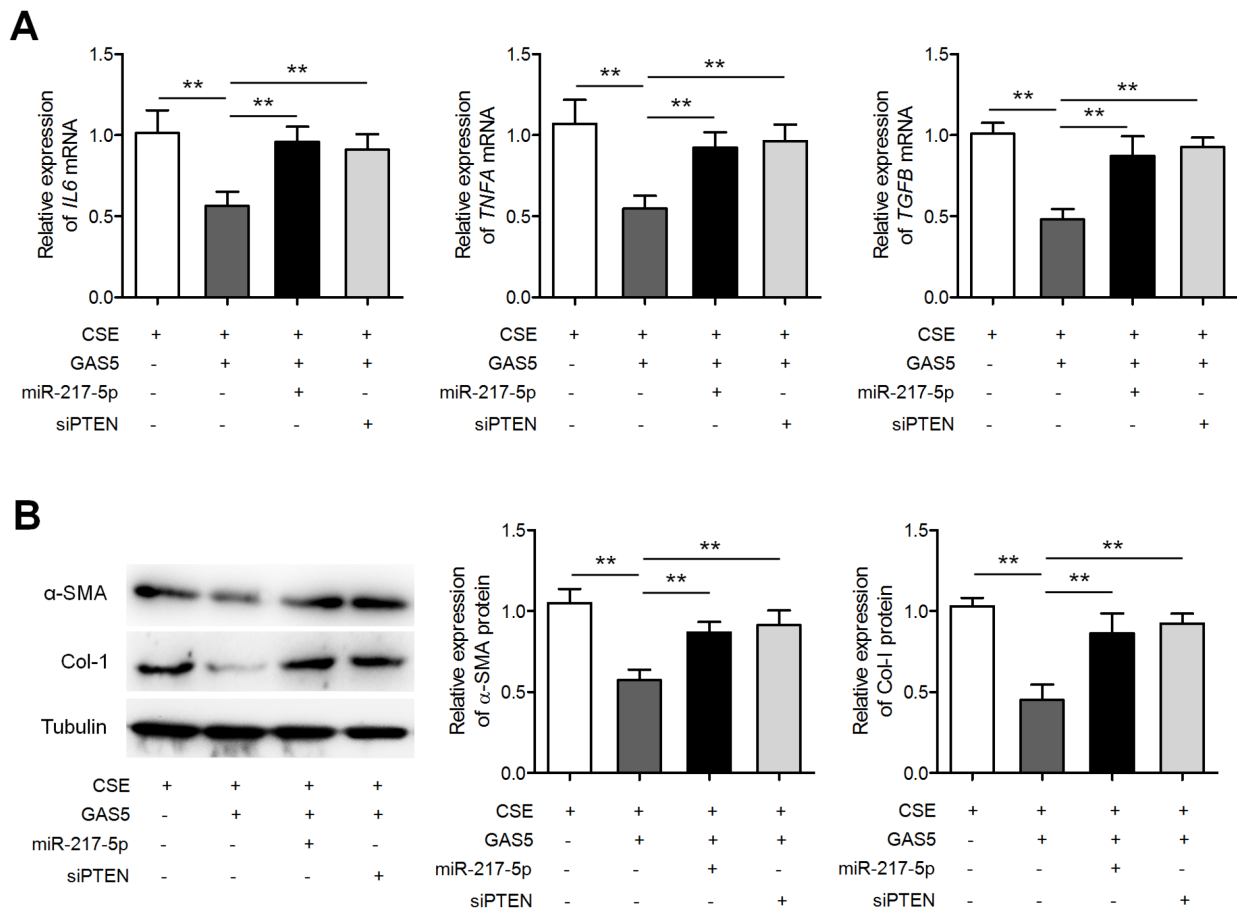 A
Relative expression
of IL6 mRNA
1.5
1.0
0.5
0.0
**
**
**
CSE + + + +
GAS5 - + + +
miR-217-5p - - + -
siPTEN - - - +
Relative expression
of TNFA mRNA
1.5
1.0
0.5
0.0
**
**
**
CSE + + + +
GAS5 - + + +
miR-217-5p - - + -
siPTEN - - - +
Relative expression
of TGFB mRNA
1.5
1.0
0.5
0.0
**
**
**
CSE + + + +
GAS5 - + + +
miR-217-5p - - + -
siPTEN - - - +
B
α-SMA
Col-1
Tubulin
CSE + + + +
GAS5 - + + +
miR-217-5p - - + -
siPTEN - - - +
Relative expression
of α-SMA protein
1.5
1.0
0.5
0.0
**
**
**
CSE + + + +
GAS5 - + + +
miR-217-5p - - + -
siPTEN - - - +
Relative expression
of Col-I protein
1.5
1.0
0.5
0.0
**
**
**
CSE + + + +
GAS5 - + + +
miR-217-5p - - + -
siPTEN - - - +